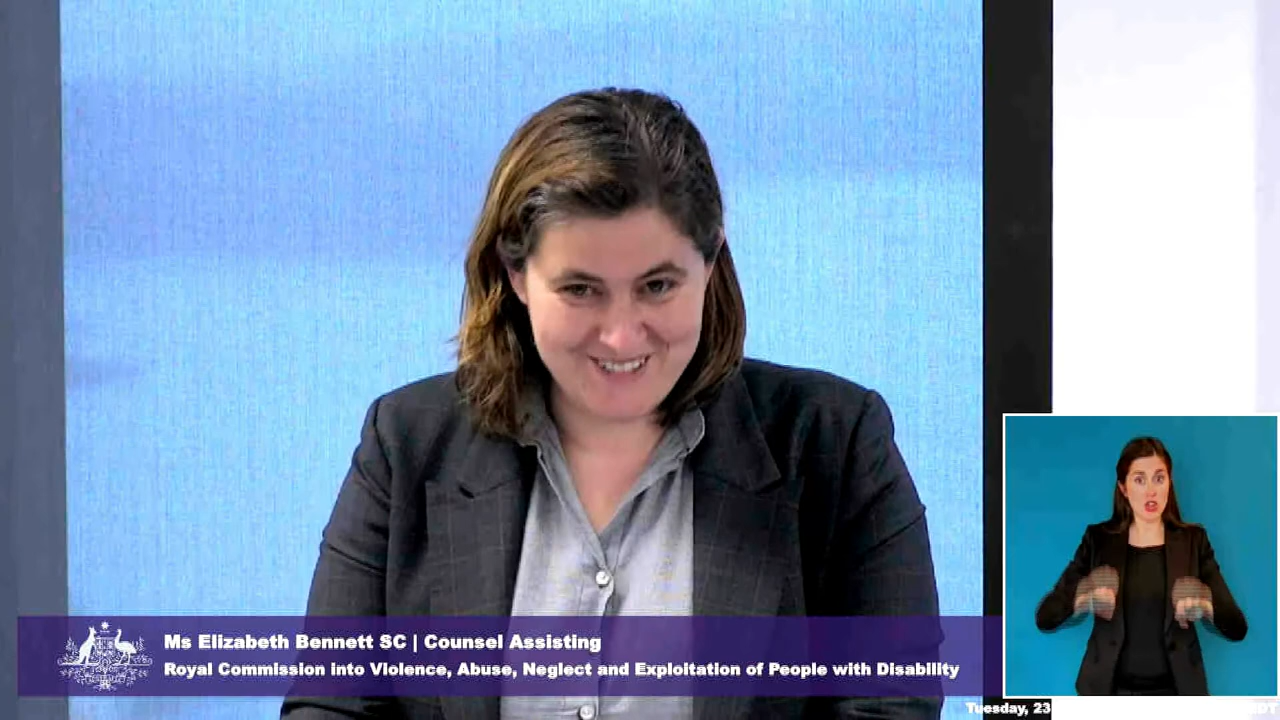 Ms Elizabeth Bennett SC | Counsel Assisting
Royal Commission into Violence, Abuse, Neglect and Exploitation of People with Disability
Tuesday, 23